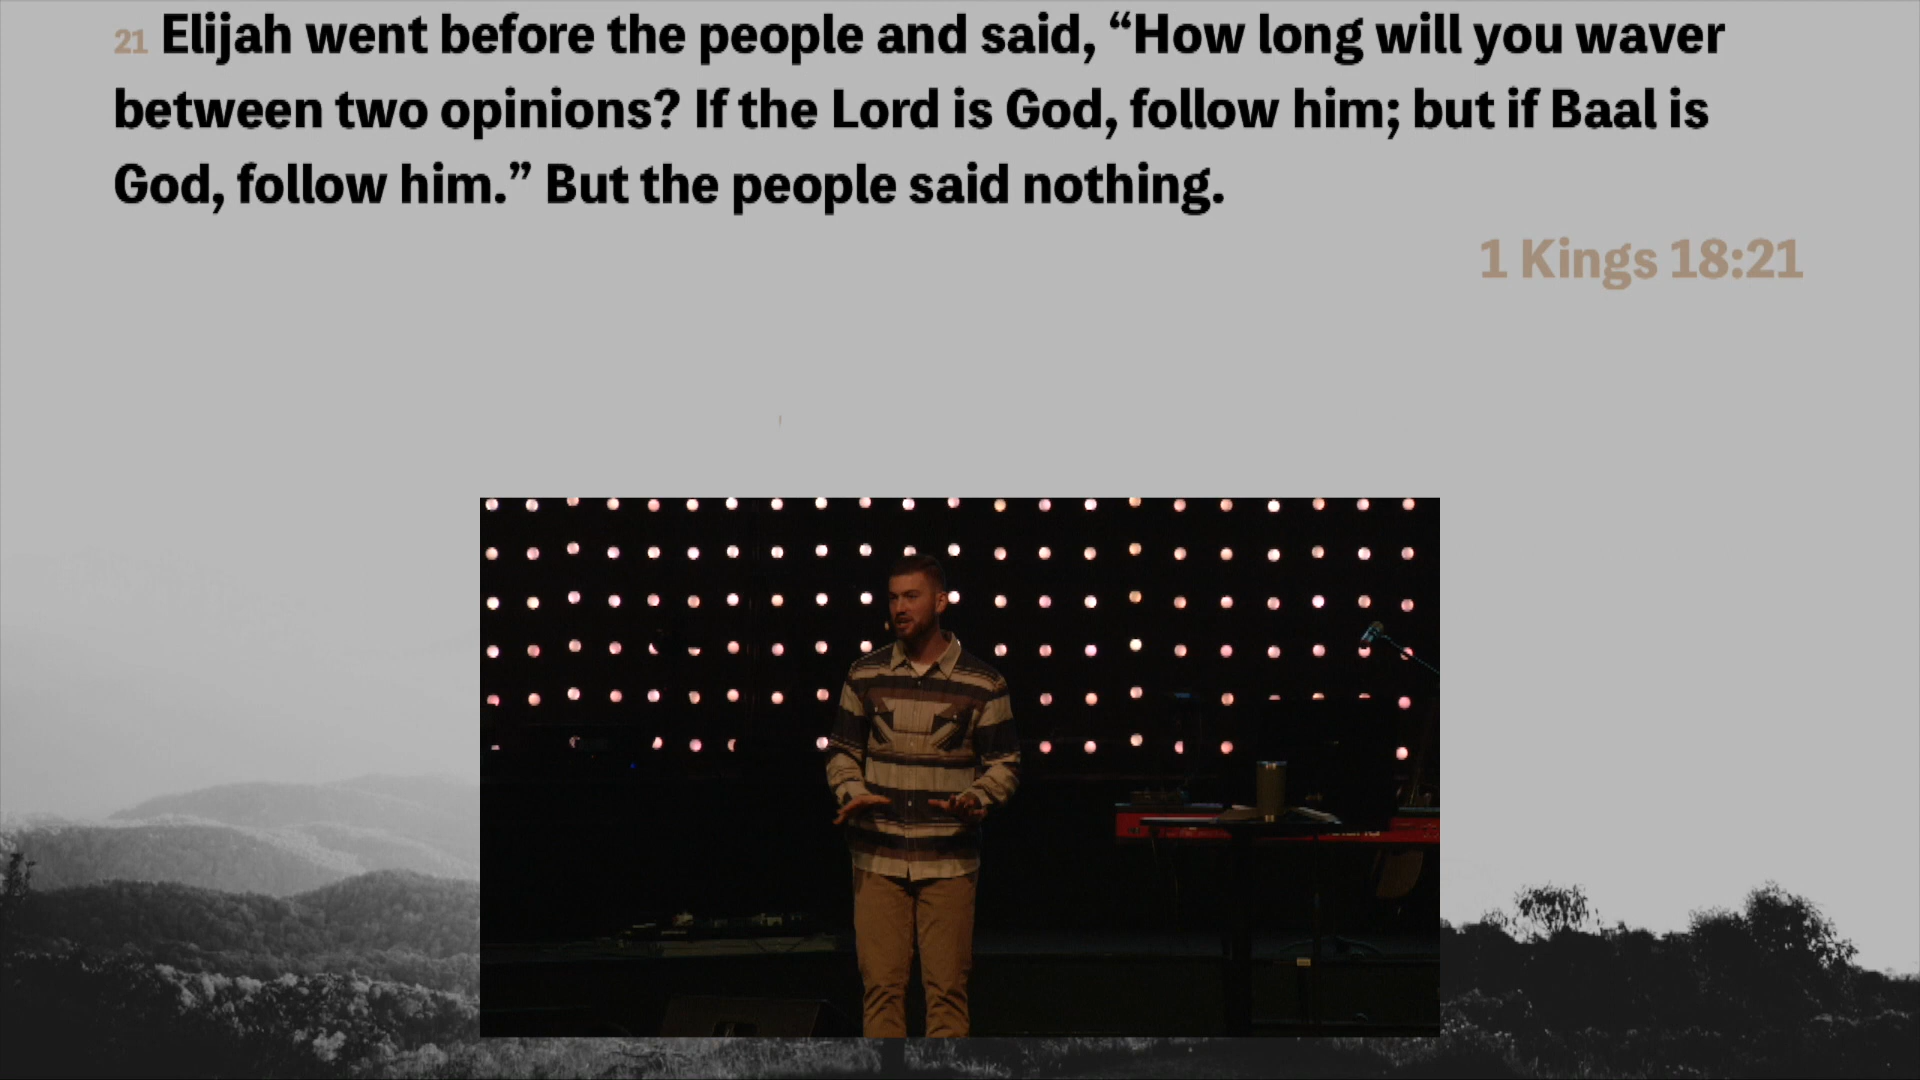 21 Elijah went before the people and said, “How long will you waver
between two opinions? If the Lord is God, follow him; but if Baal is
God, follow him.” But the people said nothing.
1 Kings 18:21